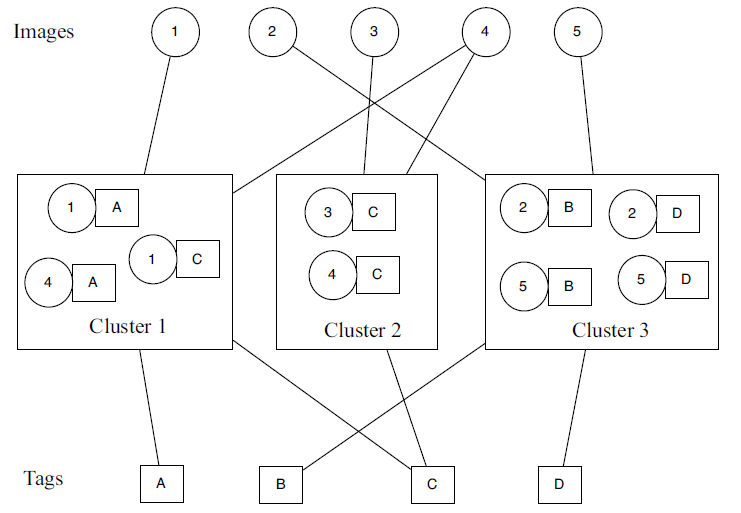 Images 1 2 3 4 5
1 A
1 C
4 A
Cluster 1
3 C
4 C
Cluster 2
2 B 2 D
5 B 5 D
Cluster 3
Tags A B C D